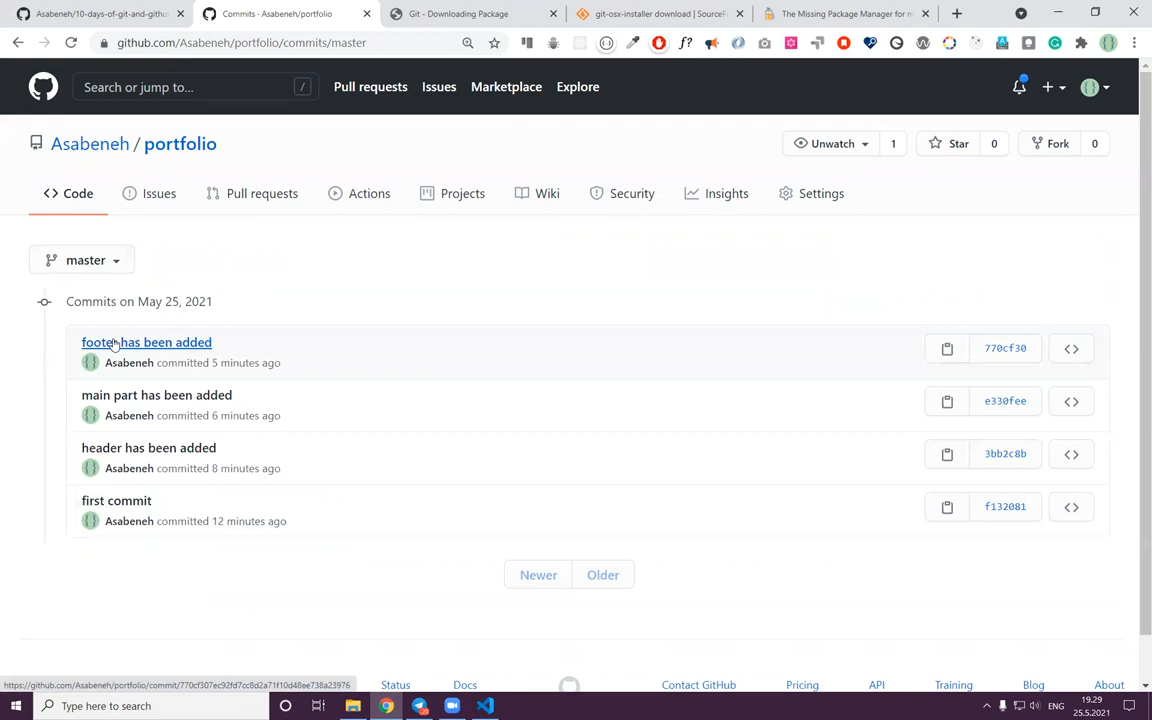 Asabeneh/10-days-of-git-and-githu
Commits · Asabeneh/portfolio
Git - Downloading Package
git-osx-installer download | SourceF
The Missing Package Manager for m
github.com/Asabeneh/portfolio/commits/master
Search or jump to... /
Pull requests Issues Marketplace Explore
Asabeneh / portfolio
Unwatch 1 Star 0 Fork 0
Code Issues Pull requests Actions Projects Wiki Security Insights Settings
master
Commits on May 25, 2021
footer has been added
Asabeneh committed 5 minutes ago
770cf30
main part has been added
Asabeneh committed 6 minutes ago
e330fee
header has been added
Asabeneh committed 8 minutes ago
3bb2c8b
first commit
Asabeneh committed 12 minutes ago
f132081
Newer Older
https://github.com/Asabeneh/portfolio/commit/770cf307ec92fd7cc8d2a71f10d48ee738a23976
Status Docs Contact GitHub Pricing API Training Blog About
Type here to search
ENG
19.29
25.5.2021